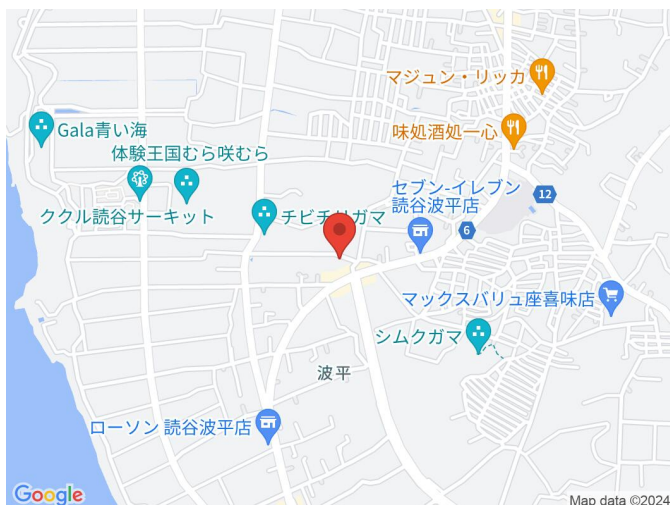 マジュン・リッカ
Gala青い海
味処酒処一心
体験王国むら咲むら
セブン-イレブン
読谷波平店
12
ククル読谷サーキット
チビチリガマ
6
マックスバリュ座喜味店
シムクガマ
波平
ローソン 読谷波平店
Google
Map data ©2024